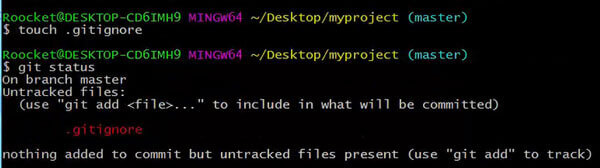 Roocket@DESKTOP-CD6IMH9 MINGW64 ~/Desktop/myproject (master)
$ touch .gitignore
Roocket@DESKTOP-CD6IMH9 MINGW64 ~/Desktop/myproject (master)
$ git status
On branch master
Untracked files:
(use "git add <file>..." to include in what will be committed)
.gitignore
nothing added to commit but untracked files present (use "git add" to track)